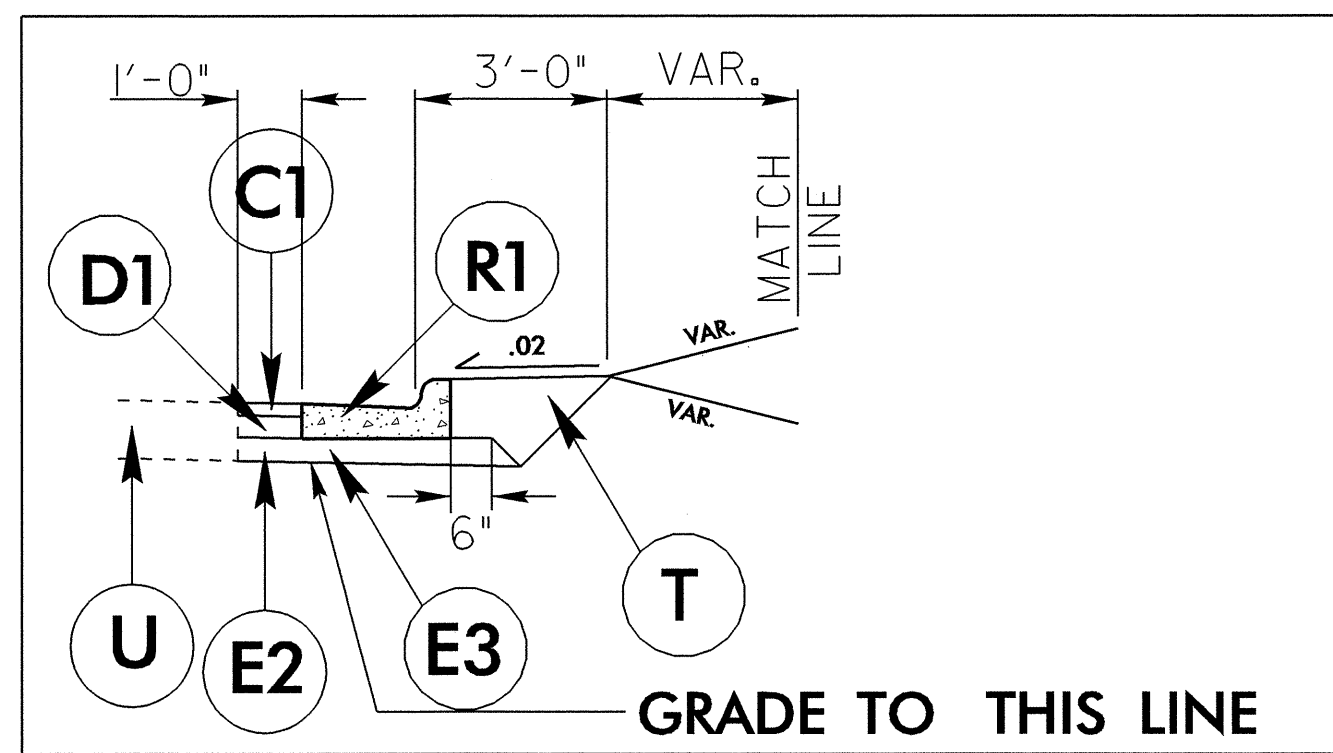 1'-0"
3'-0"
VAR.
MATCH
LINE
C1
D1
R1
.02
VAR.
VAR.
6"
T
U
E2
E3
GRADE TO THIS LINE